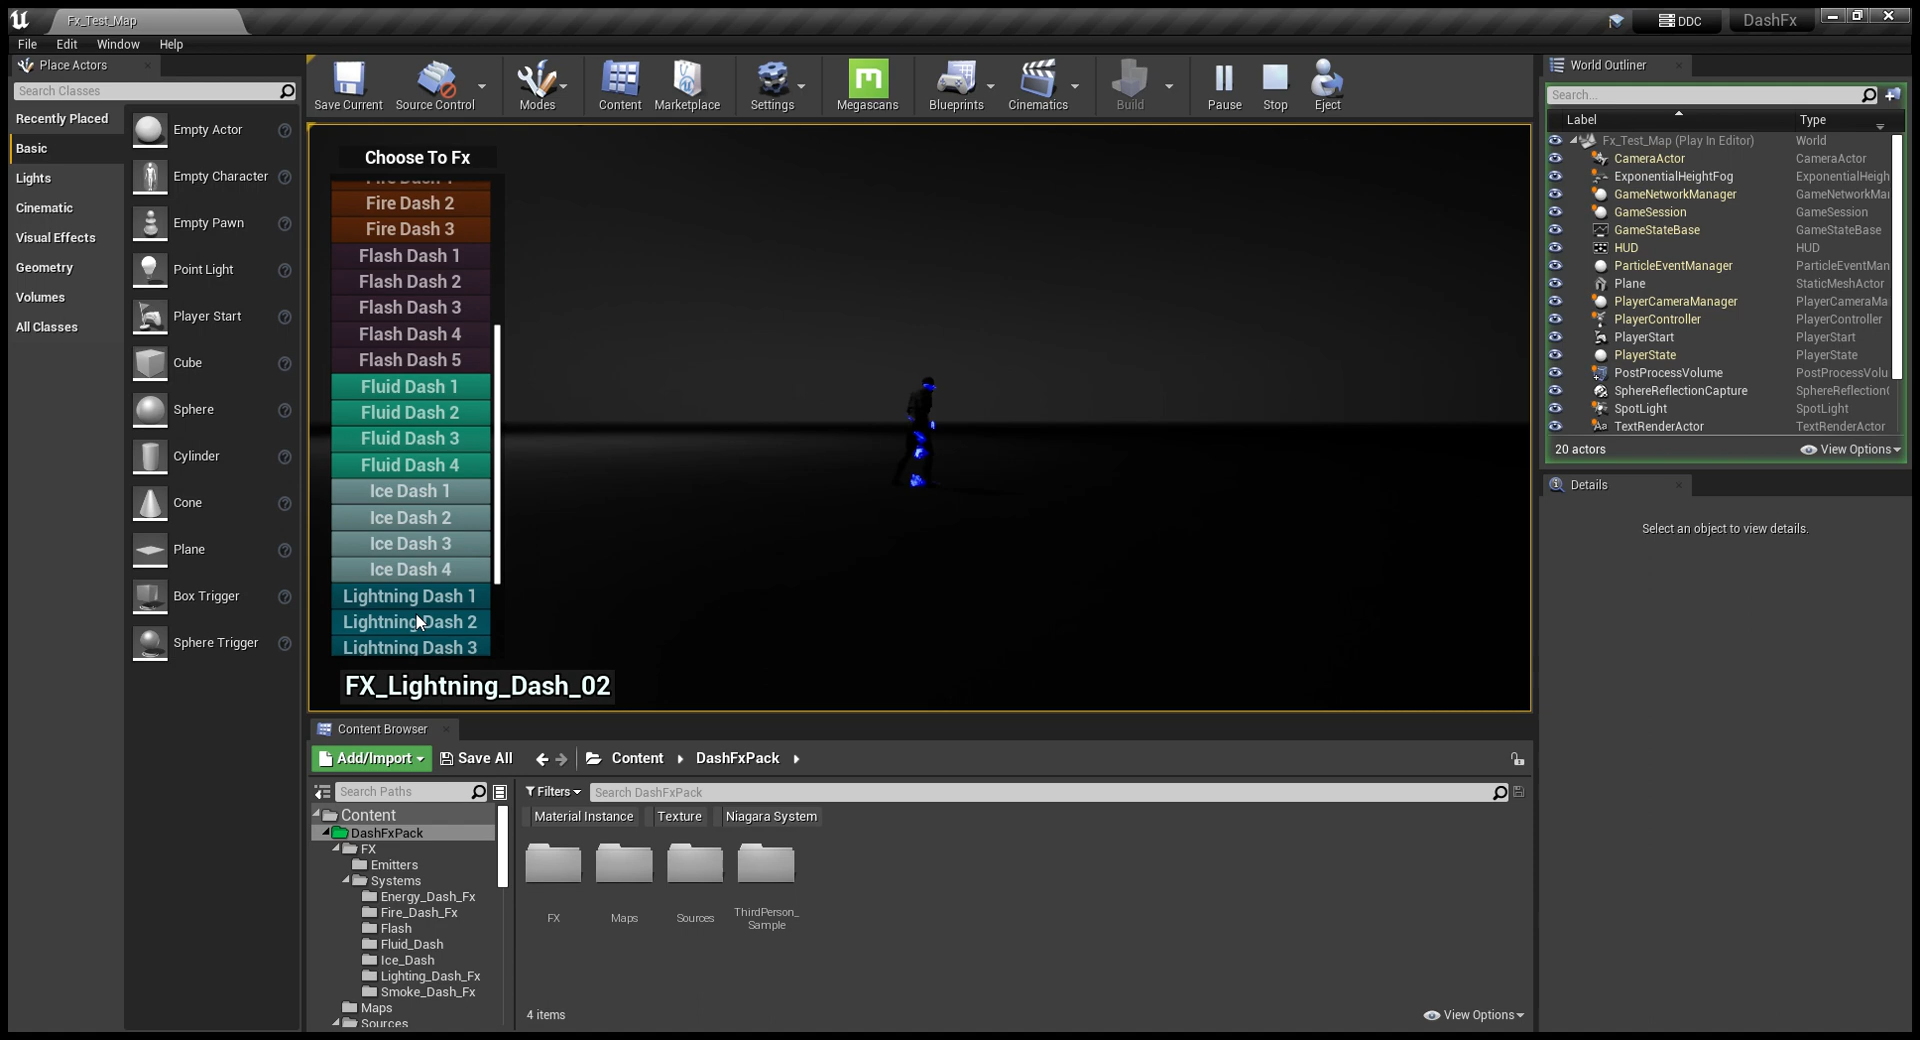 Fx_Test_Map
DDC
DashFx
File Edit Window Help
Place Actors
Search Classes
Recently Placed
Basic
Lights
Cinematic
Visual Effects
Geometry
Volumes
All Classes
Empty Actor
Empty Character
Empty Pawn
Point Light
Player Start
Cube
Sphere
Cylinder
Cone
Plane
Box Trigger
Sphere Trigger
Save Current
Source Control
Modes
Content
Marketplace
Settings
Megascans
Blueprints
Cinematics
Build
Pause
Stop
Eject
Choose To Fx
Fire Dash 1
Fire Dash 2
Fire Dash 3
Flash Dash 1
Flash Dash 2
Flash Dash 3
Flash Dash 4
Flash Dash 5
Fluid Dash 1
Fluid Dash 2
Fluid Dash 3
Fluid Dash 4
Ice Dash 1
Ice Dash 2
Ice Dash 3
Ice Dash 4
Lightning Dash 1
Lightning Dash 2
Lightning Dash 3
FX_Lightning_Dash_02
World Outliner
Search...
Label Type
Fx_Test_Map (Play In Editor) World
CameraActor CameraActor
ExponentialHeightFog ExponentialHeigh
GameNetworkManager GameNetworkMa
GameSession GameSession
GameStateBase GameStateBase
HUD HUD
ParticleEventManager ParticleEventMan
Plane StaticMeshActor
PlayerCameraManager PlayerCameraMa
PlayerController PlayerController
PlayerStart PlayerStart
PlayerState PlayerState
PostProcessVolume PostProcessVolu
SphereReflectionCapture SphereReflection
SpotLight SpotLight
TextRenderActor TextRenderActor
20 actors View Options
Details
Select an object to view details.
Content Browser
Add/Import Save All Content DashFxPack
Search Paths
Content
DashFxPack
FX
Emitters
Systems
Energy_Dash_Fx
Fire_Dash_Fx
Flash
Fluid_Dash
Ice_Dash
Lighting_Dash_Fx
Smoke_Dash_Fx
Maps
Sources
Filters Search DashFxPack
Material Instance Texture Niagara System
FX
Maps
Sources
ThirdPerson_
Sample
4 items View Options